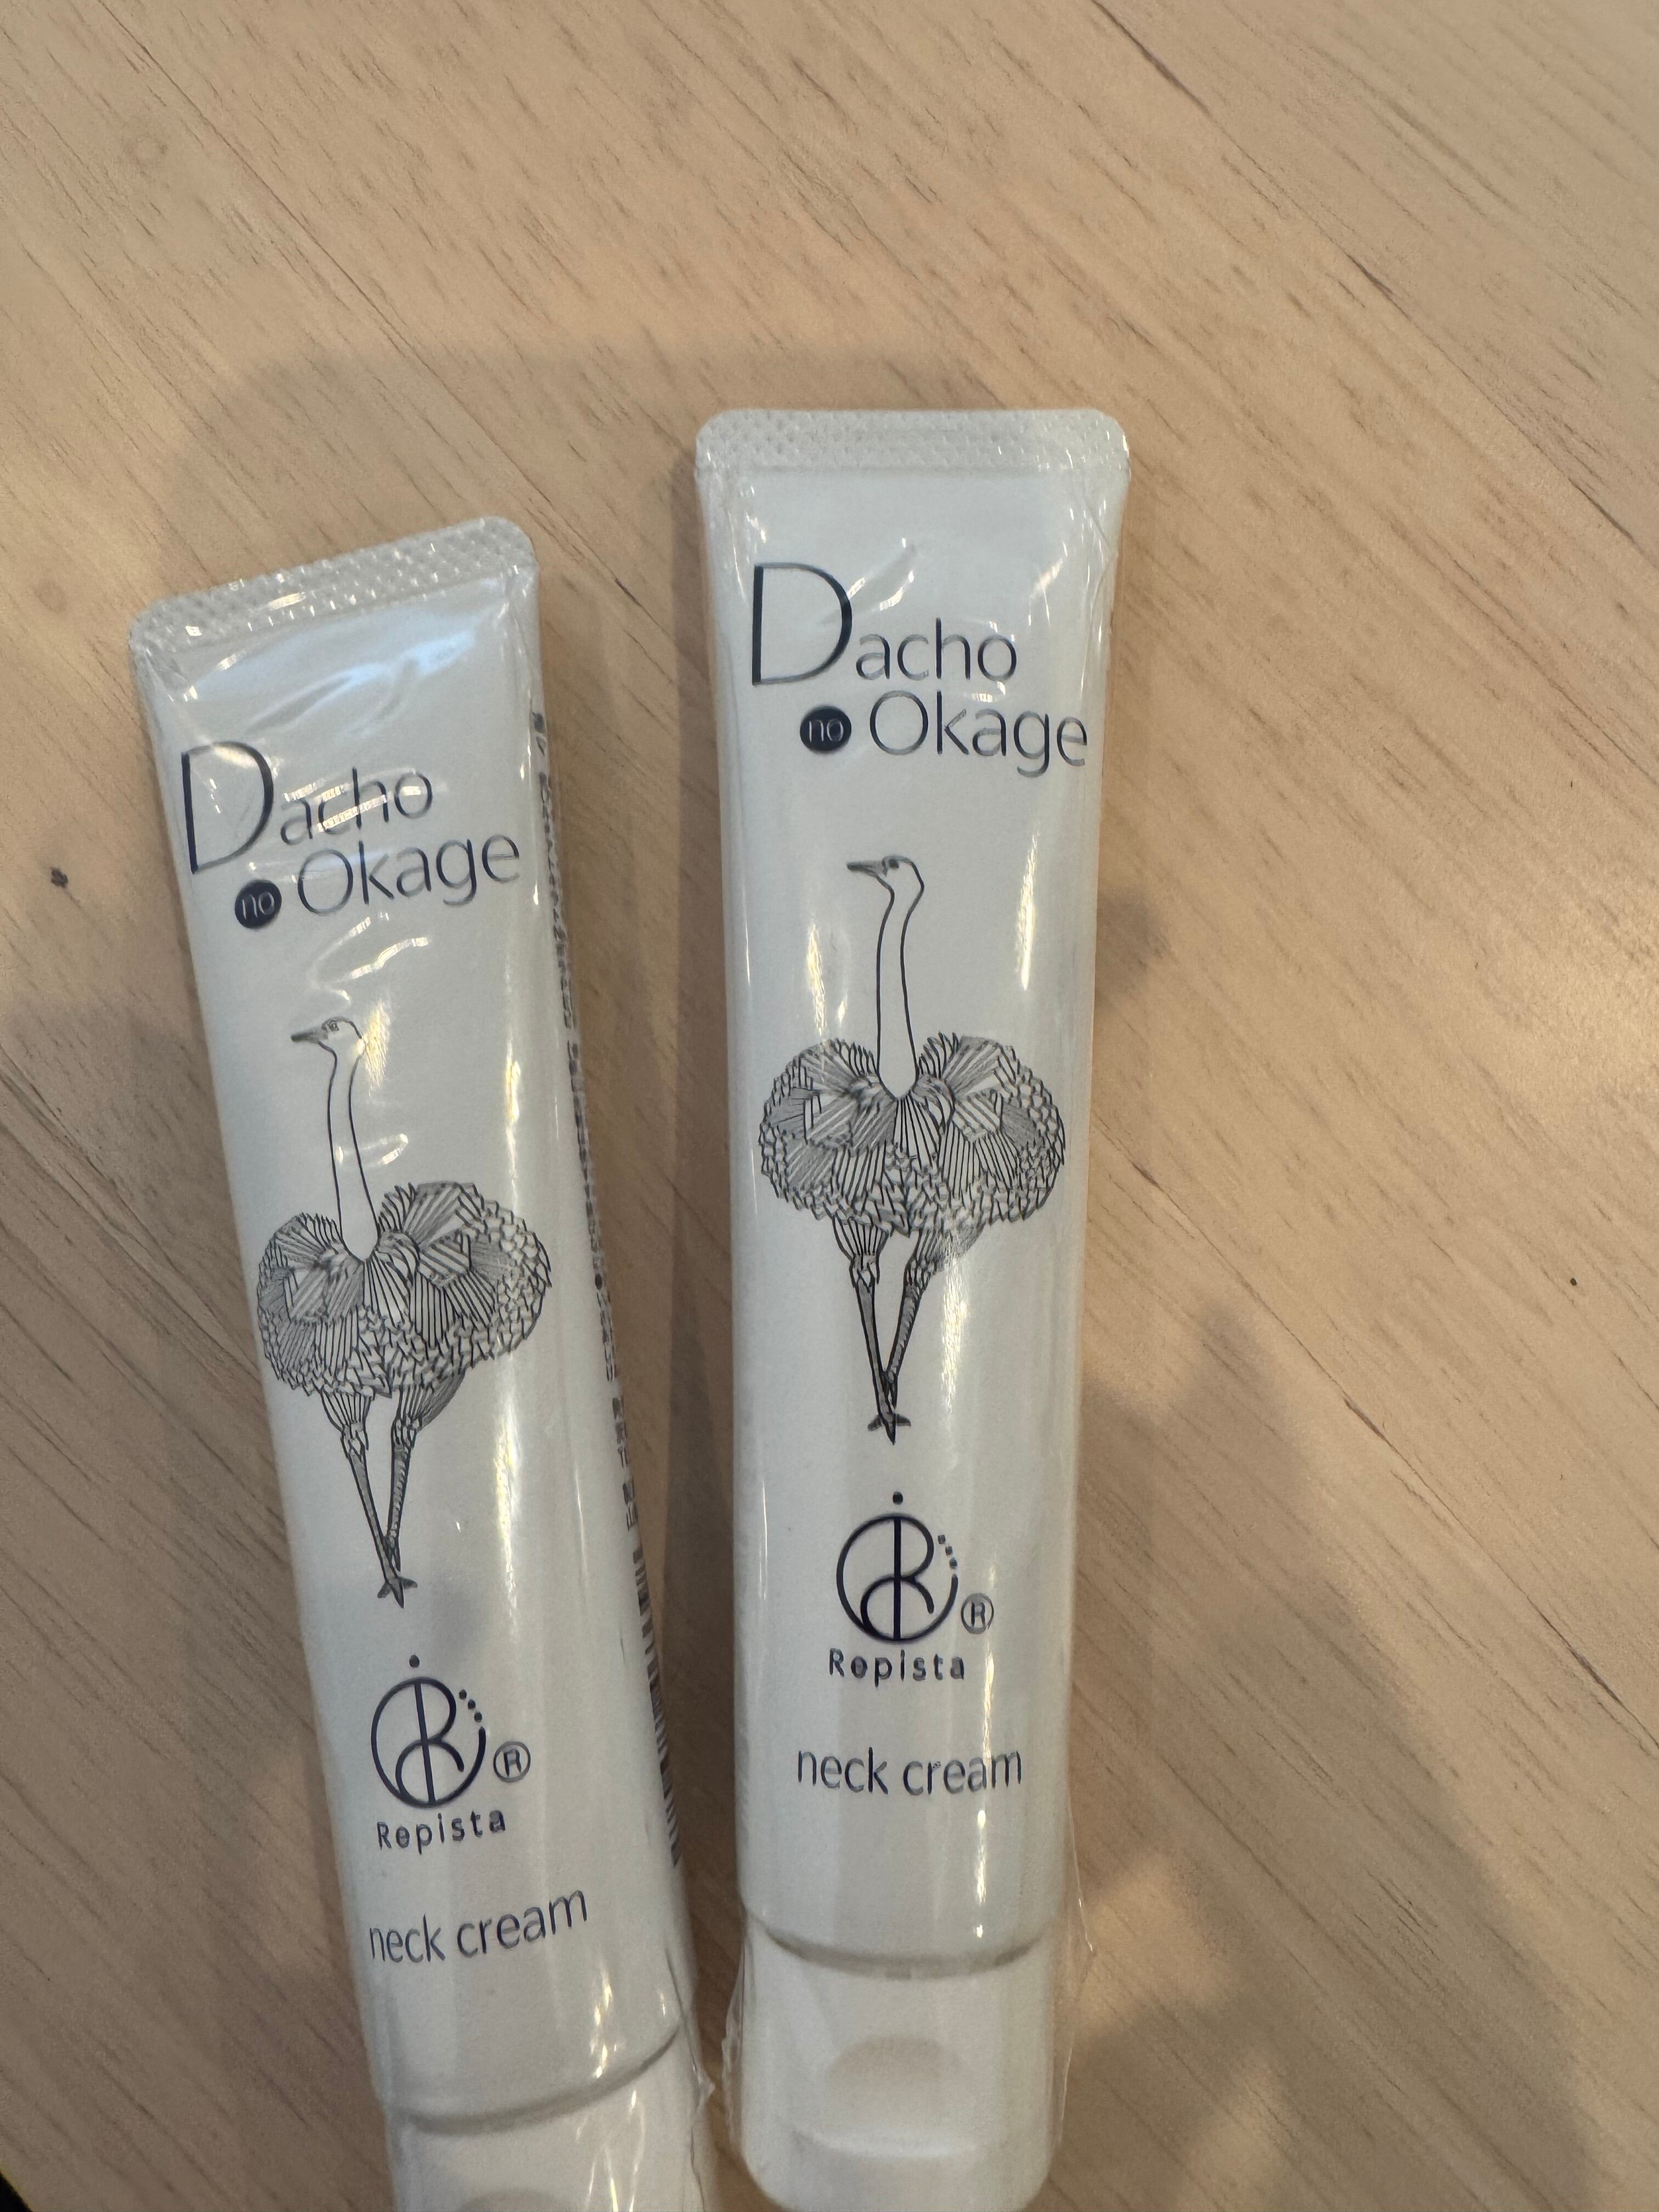 Dacho
no Okage
R
Repista
neck cream
Dacho
no Okage
R
Repista
neck cream